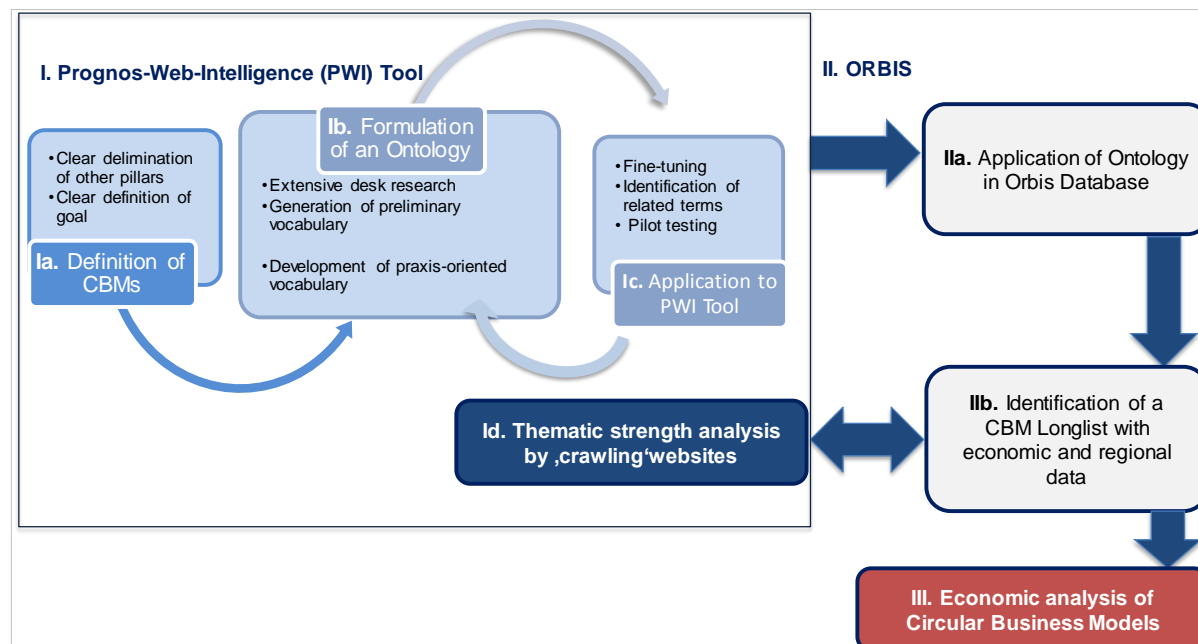 I. Prognos-Web-Intelligence (PWI) Tool
II. ORBIS
• Clear delimination
of other pillars
• Clear definition of
goal
Ia. Definition of
CBMs
Ib. Formulation
of an Ontology
• Extensive desk research
• Generation of preliminary
vocabulary
• Development of praxis-oriented
vocabulary
• Fine-tuning
• Identification of
related terms
• Pilot testing
Ic. Application to
PWI Tool
Id. Thematic strength analysis
by ‚crawling‘websites
IIa. Application of Ontology
in Orbis Database
IIb. Identification of a
CBM Longlist with
economic and regional
data
III. Economic analysis of
Circular Business Models